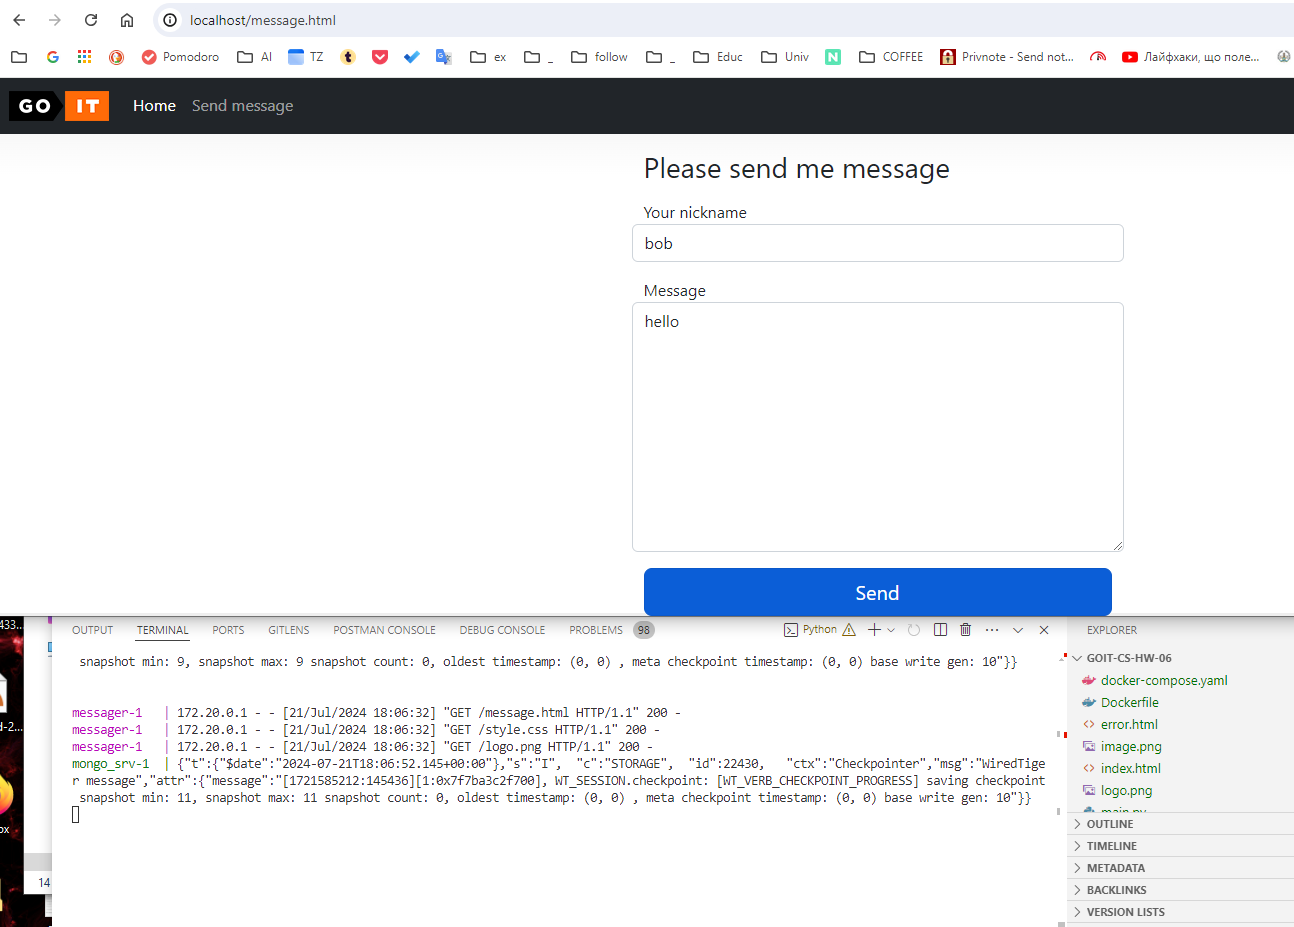 localhost/message.html
Pomodoro AI TZ ex _ follow _ Educ Univ COFFEE Privnote - Send not... Лайфхаки, що поле...
GO IT Home Send message
Please send me message
Your nickname
bob
Message
hello
Send
OUTPUT TERMINAL PORTS GITLENS POSTMAN CONSOLE DEBUG CONSOLE PROBLEMS 98 Python
snapshot min: 9, snapshot max: 9 snapshot count: 0, oldest timestamp: (0, 0) , meta checkpoint timestamp: (0, 0) base write gen: 10"}}
messager-1 | 172.20.0.1 - - [21/Jul/2024 18:06:32] "GET /message.html HTTP/1.1" 200 -
messager-1 | 172.20.0.1 - - [21/Jul/2024 18:06:32] "GET /style.css HTTP/1.1" 200 -
messager-1 | 172.20.0.1 - - [21/Jul/2024 18:06:32] "GET /logo.png HTTP/1.1" 200 -
mongo_srv-1 | {"t":{"$date":"2024-07-21T18:06:52.145+00:00"},"s":"I", "c":"STORAGE", "id":22430, "ctx":"Checkpointer","msg":"WiredTige
r message","attr":{"message":"[1721585212:145436][1:0x7f7ba3c2f700], WT_SESSION.checkpoint: [WT_VERB_CHECKPOINT_PROGRESS] saving checkpoint
snapshot min: 11, snapshot max: 11 snapshot count: 0, oldest timestamp: (0, 0) , meta checkpoint timestamp: (0, 0) base write gen: 10"}}
EXPLORER
GOIT-CS-HW-06
docker-compose.yaml
Dockerfile
error.html
image.png
index.html
logo.png
main.py
OUTLINE
TIMELINE
METADATA
BACKLINKS
VERSION LISTS
433...
d-2...
ox
14